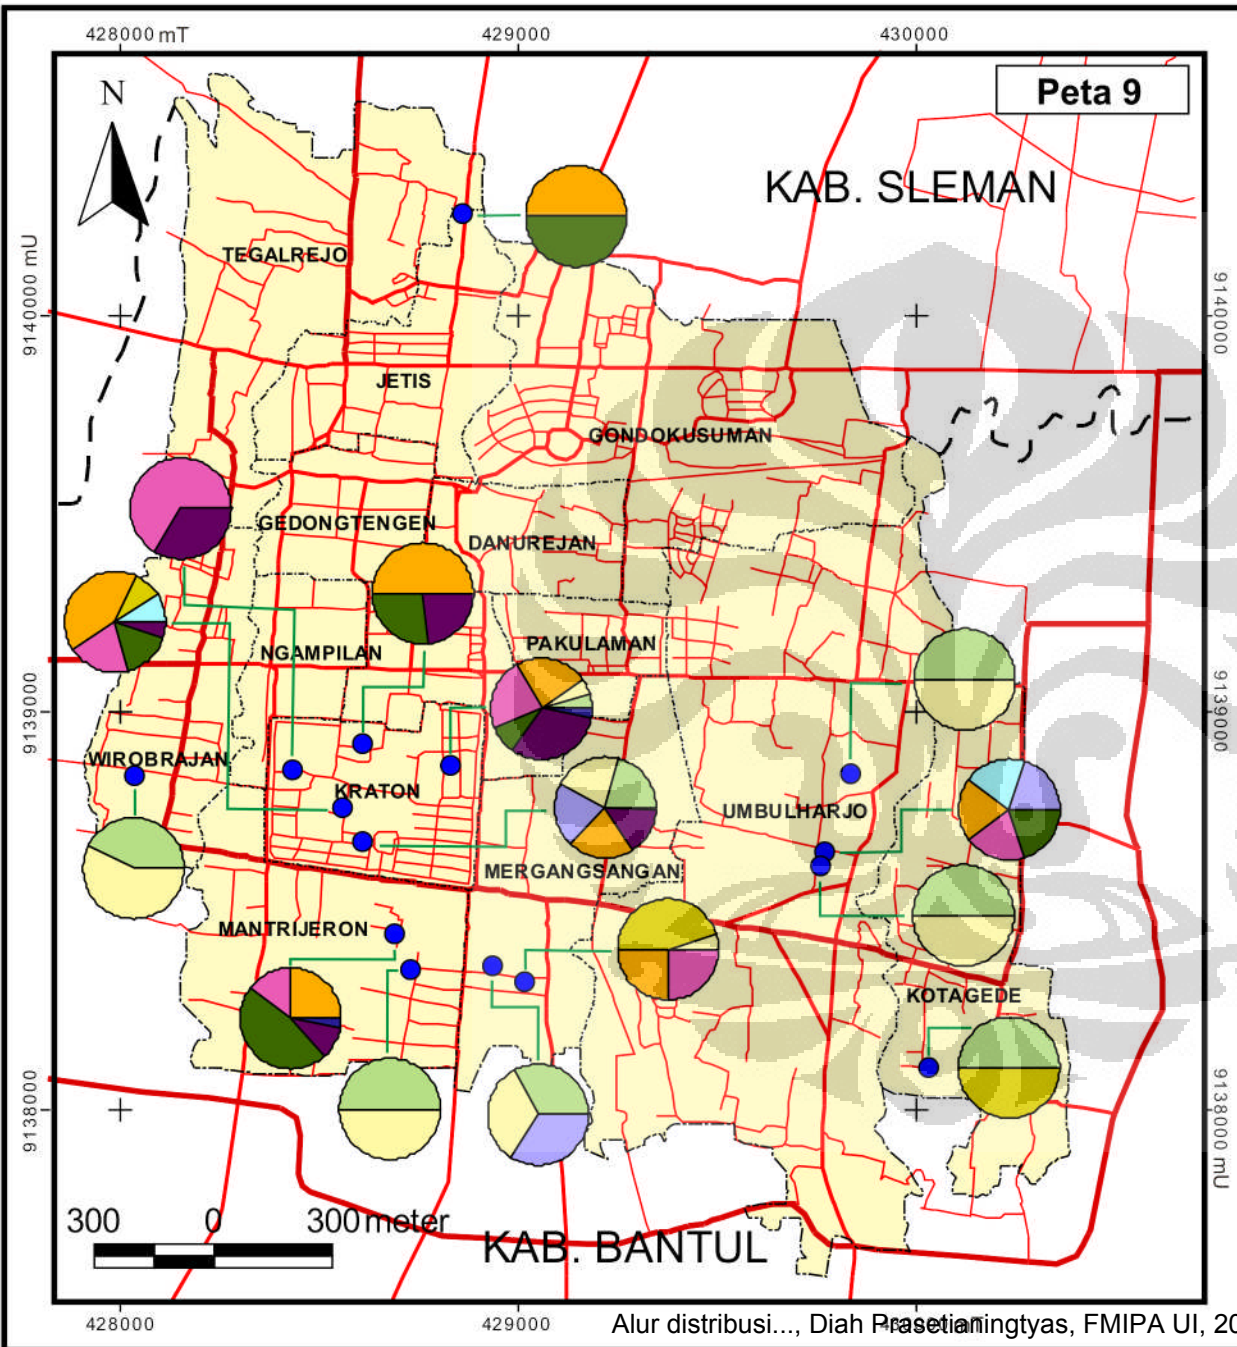 428000 mT
429000
430000
Peta 9
N
KAB. SLEMAN
TEGALREJO
9140000 mU
9140000
JETIS
GONDOKUSUMAN
GEDONGTENGEN
DANUREJAN
NGAMPILAN
PAKULAMAN
9139000
9139000
WIROBRAJAN
KRATON
UMBULHARJO
MERGANGSANGAN
MANTRIJERON
KOTAGEDE
9138000
9138000 mU
300 0 300 meter
KAB. BANTUL
428000
429000
Alur distribusi..., Diah Prasetianingtyas, FMIPA UI, 20